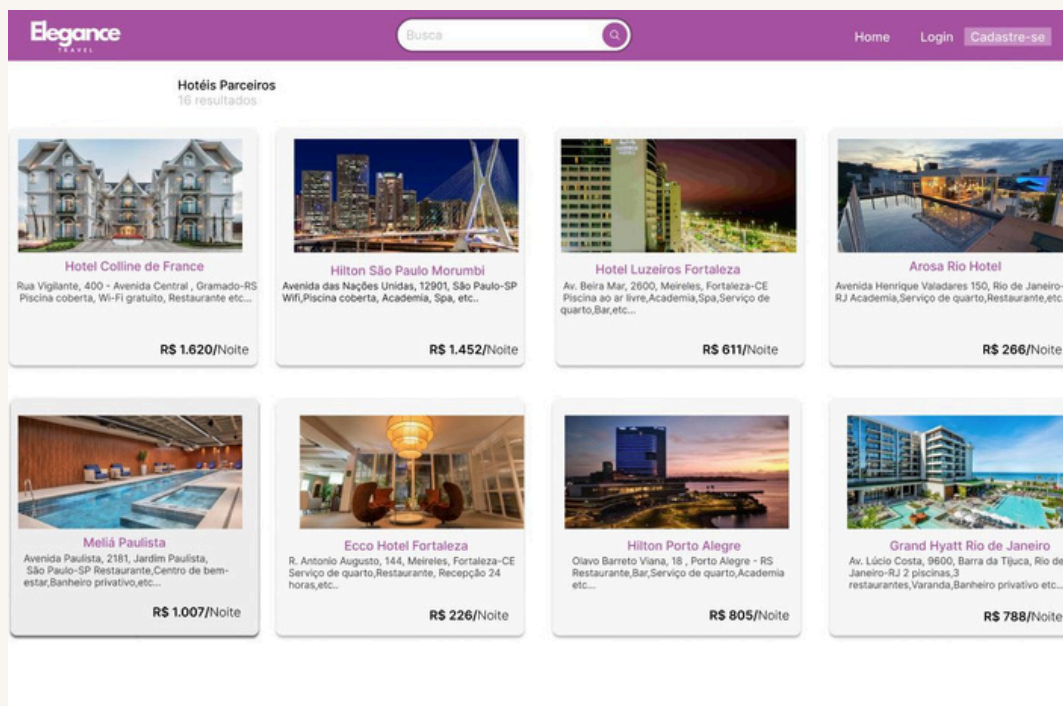 Elegance
TRAVEL
Busca
Home Login Cadastre-se
Hotéis Parceiros
16 resultados
Hotel Colline de France
Rua Vigilante, 400 - Avenida Central , Gramado-RS
Piscina coberta, Wi-Fi gratuito, Restaurante etc...
R$ 1.620/Noite
Hilton São Paulo Morumbi
Avenida das Nações Unidas, 12901, São Paulo-SP
Wifi,Piscina coberta, Academia, Spa, etc..
R$ 1.452/Noite
Hotel Luzeiros Fortaleza
Av. Beira Mar, 2600, Meireles, Fortaleza-CE
Piscina ao ar livre,Academia,Spa,Serviço de
quarto,Bar,etc...
R$ 611/Noite
Arosa Rio Hotel
Avenida Henrique Valadares 150, Rio de Janeiro-
RJ Academia,Serviço de quarto,Restaurante,etc
R$ 266/Noite
Meliá Paulista
Avenida Paulista, 2181, Jardim Paulista,
São Paulo-SP Restaurante,Centro de bem-
estar,Banheiro privativo,etc...
R$ 1.007/Noite
Ecco Hotel Fortaleza
R. Antonio Augusto, 144, Meireles, Fortaleza-CE
Serviço de quarto,Restaurante, Recepção 24
horas,etc..
R$ 226/Noite
Hilton Porto Alegre
Olavo Barreto Viana, 18 , Porto Alegre - RS
Restaurante,Bar,Serviço de quarto,Academia
etc...
R$ 805/Noite
Grand Hyatt Rio de Janeiro
Av. Lúcio Costa, 9600, Barra da Tijuca, Rio de
Janeiro-RJ 2 piscinas,3
restaurantes,Varanda,Banheiro privativo etc...
R$ 788/Noite